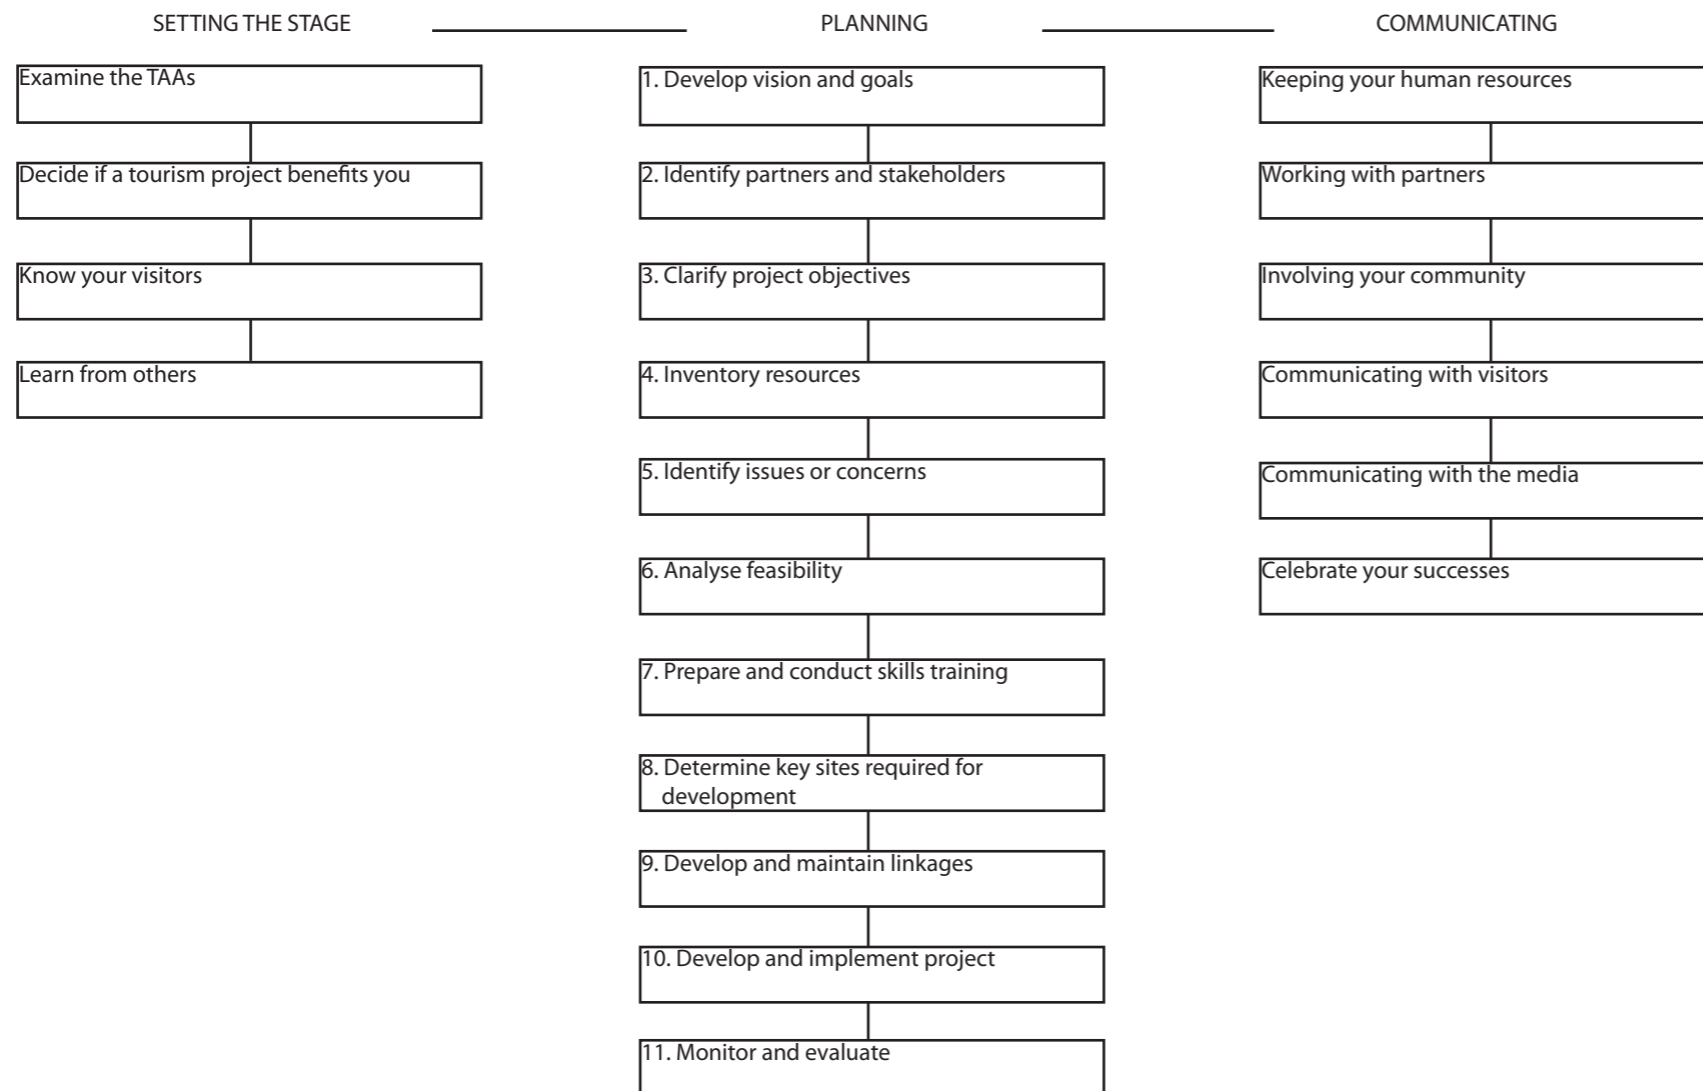 SETTING THE STAGE
Examine the TAAs
Decide if a tourism project benefits you
Know your visitors
Learn from others
PLANNING
1. Develop vision and goals
2. Identify partners and stakeholders
3. Clarify project objectives
4. Inventory resources
5. Identify issues or concerns
6. Analyse feasibility
7. Prepare and conduct skills training
8. Determine key sites required for
development
9. Develop and maintain linkages
10. Develop and implement project
11. Monitor and evaluate
COMMUNICATING
Keeping your human resources
Working with partners
Involving your community
Communicating with visitors
Communicating with the media
Celebrate your successes